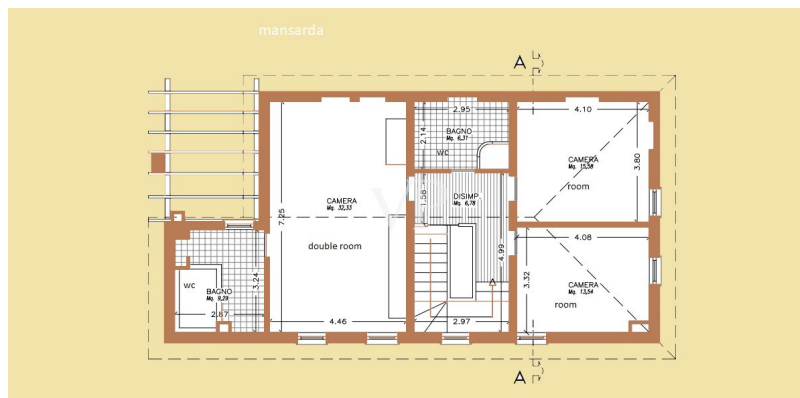 mansarda
A
2.95
4.10
2.14
BAGNO
Mq. 6,31
WC
CAMERA
Mq. 15,58
3.80
room
1.58
DISIMP.
Mq. 6,78
CAMERA
Mq. 32,33
7.25
double room
4.99
4.08
3.32
CAMERA
Mq. 13,54
room
3.24
WC
BAGNO
Mq. 9,29
2.87
4.46
2.97
A